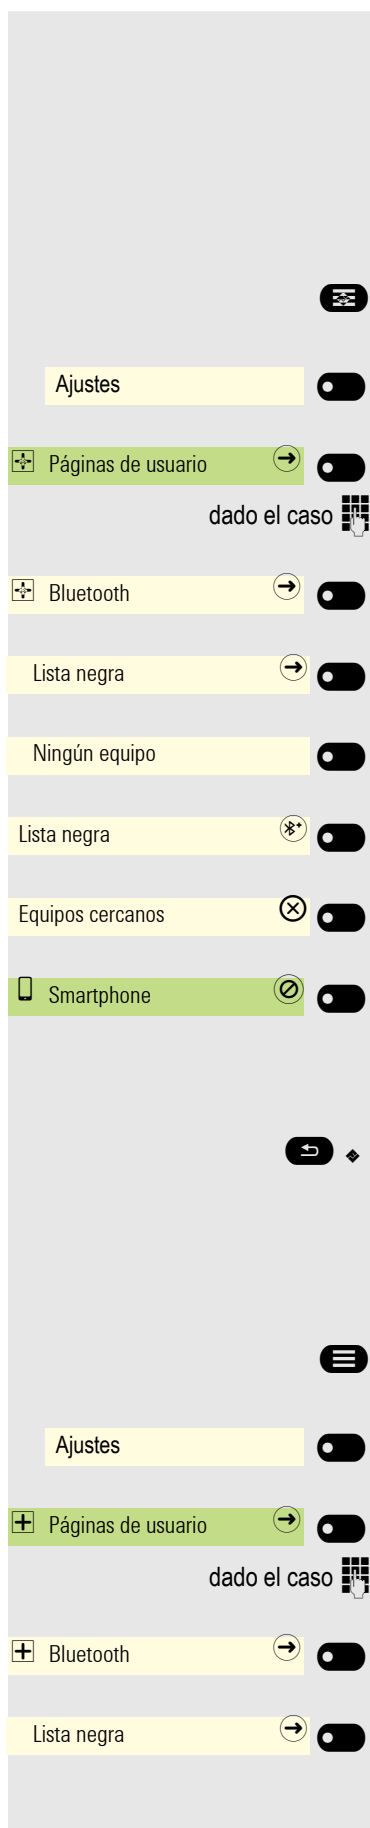 Ajustes
Páginas de usuario
dado el caso
Bluetooth
Lista negra
Ningún equipo
Lista negra
Equipos cercanos
Smartphone
Ajustes
Páginas de usuario
dado el caso
Bluetooth
Lista negra